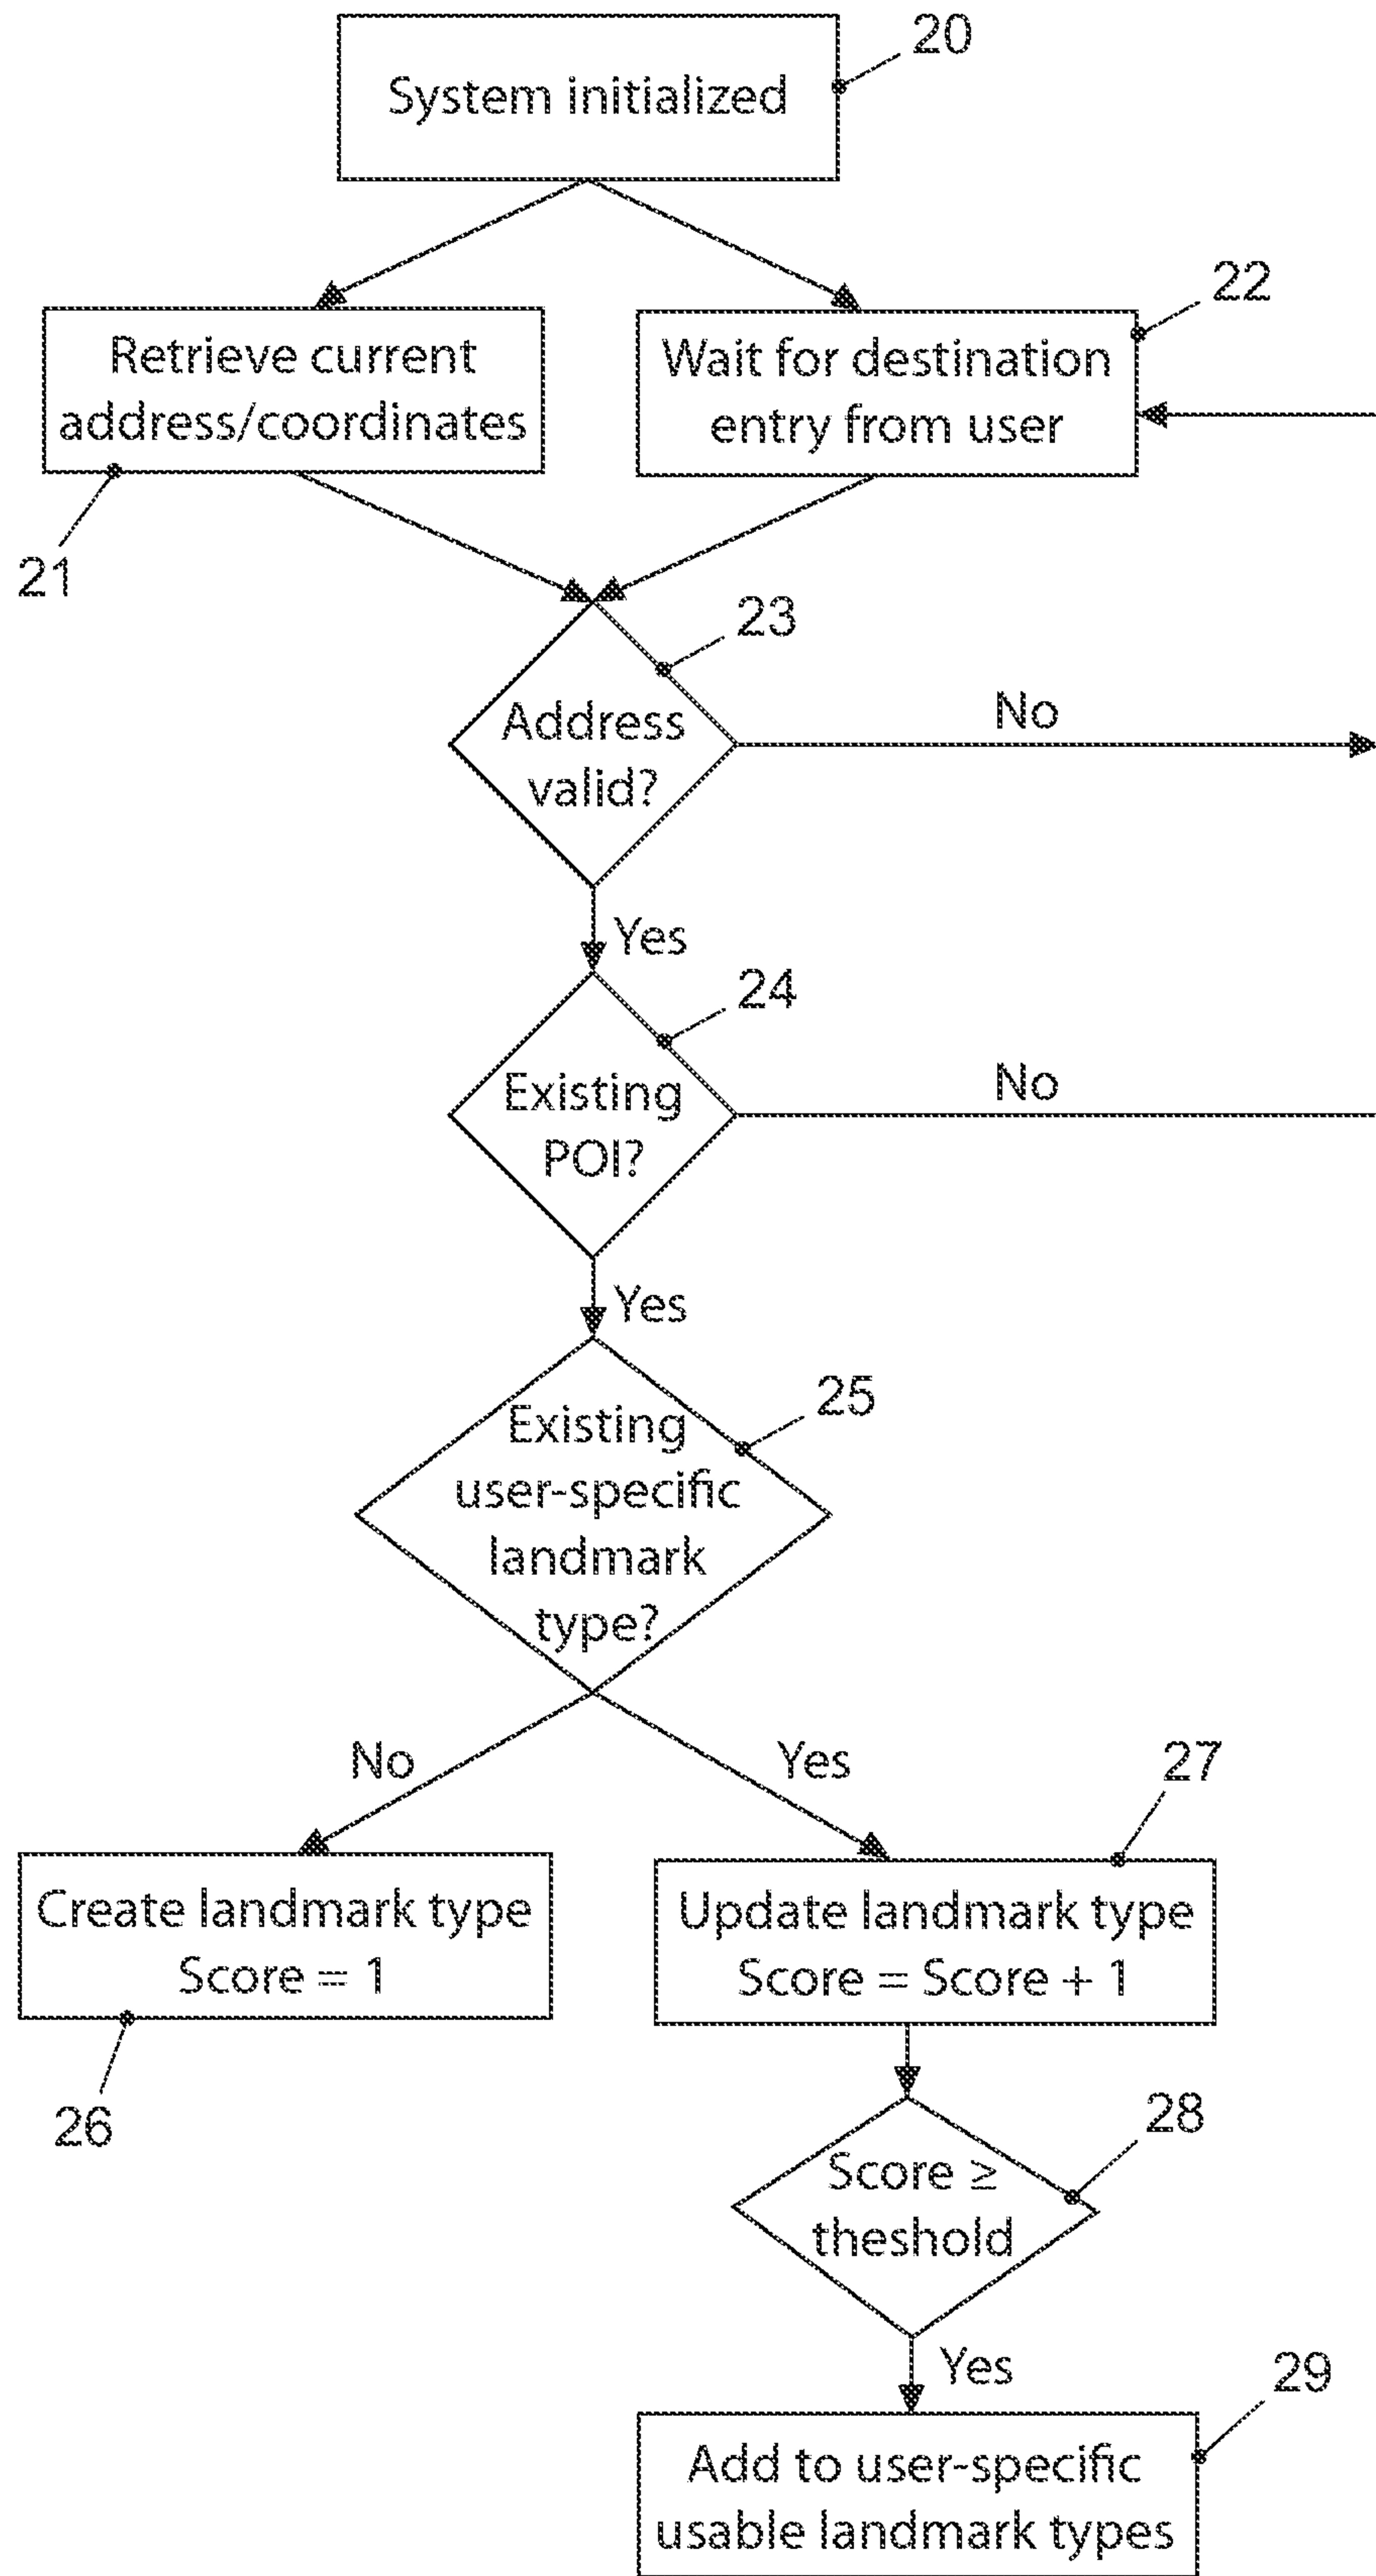 20
System initialized
22
Retrieve current
address/coordinates
Wait for destination
entry from user
21
23
Address
valid?
No
Yes
24
Existing
POI?
No
Yes
25
Existing
user-specific
landmark
type?
No
Yes
27
Create landmark type
Score = 1
Update landmark type
Score = Score + 1
26
28
Score ≥
theshold
Yes
29
Add to user-specific
usable landmark types